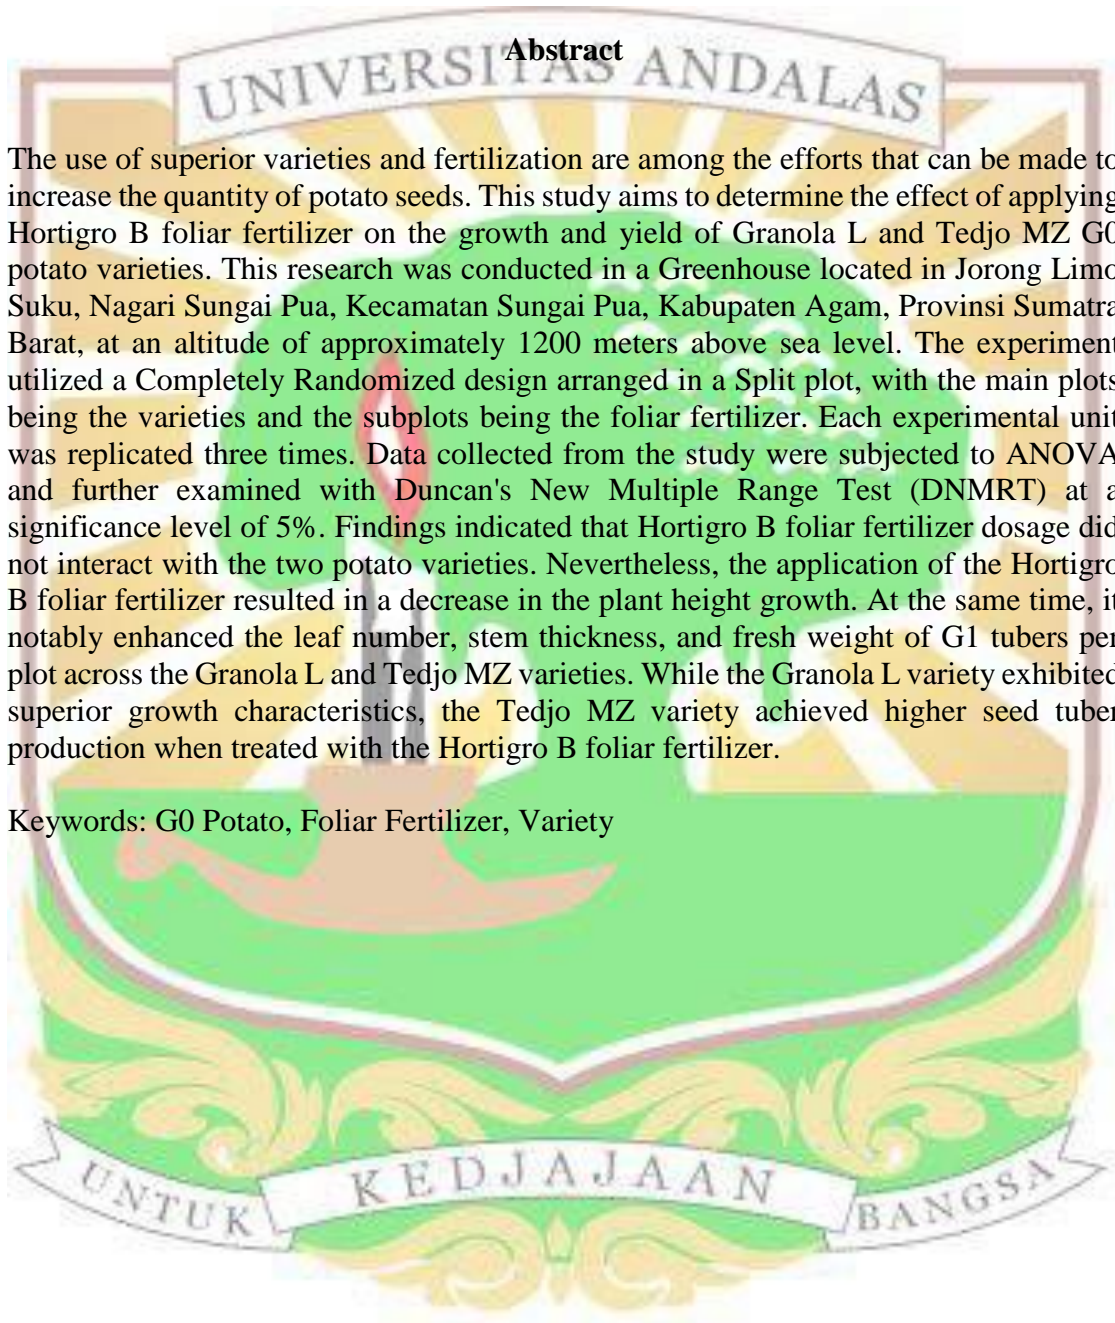 Abstract
UNIVERSITAS ANDALAS
The use of superior varieties and fertilization are among the efforts that can be made to
increase the quantity of potato seeds. This study aims to determine the effect of applying
Hortigro B foliar fertilizer on the growth and yield of Granola L and Tedjo MZ G0
potato varieties. This research was conducted in a Greenhouse located in Jorong Limo
Suku, Nagari Sungai Pua, Kecamatan Sungai Pua, Kabupaten Agam, Provinsi Sumatra
Barat, at an altitude of approximately 1200 meters above sea level. The experiment
utilized a Completely Randomized design arranged in a Split plot, with the main plots
being the varieties and the subplots being the foliar fertilizer. Each experimental unit
was replicated three times. Data collected from the study were subjected to ANOVA
and further examined with Duncan's New Multiple Range Test (DNMRT) at a
significance level of 5%. Findings indicated that Hortigro B foliar fertilizer dosage did
not interact with the two potato varieties. Nevertheless, the application of the Hortigro
B foliar fertilizer resulted in a decrease in the plant height growth. At the same time, it
notably enhanced the leaf number, stem thickness, and fresh weight of G1 tubers per
plot across the Granola L and Tedjo MZ varieties. While the Granola L variety exhibited
superior growth characteristics, the Tedjo MZ variety achieved higher seed tuber
production when treated with the Hortigro B foliar fertilizer.
Keywords: G0 Potato, Foliar Fertilizer, Variety
UNTUK KEDJAJAAN BANGSA